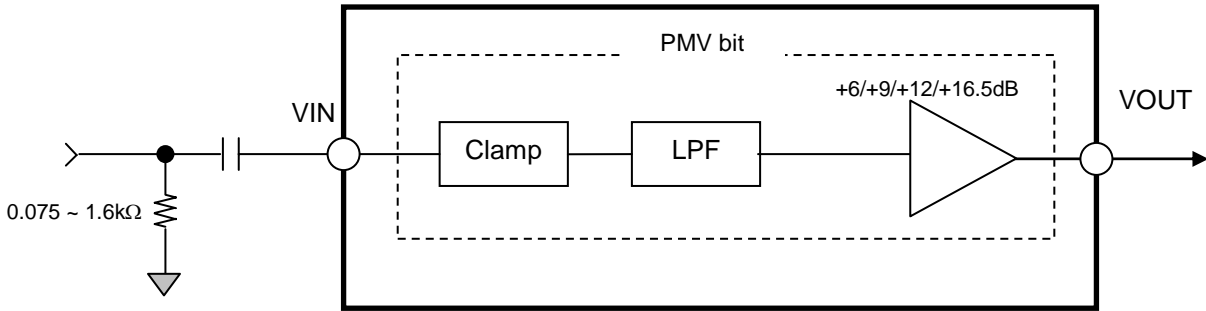 PMV bit
+6/+9/+12/+16.5dB
VIN
VOUT
Clamp
LPF
0.075 ~ 1.6kΩ